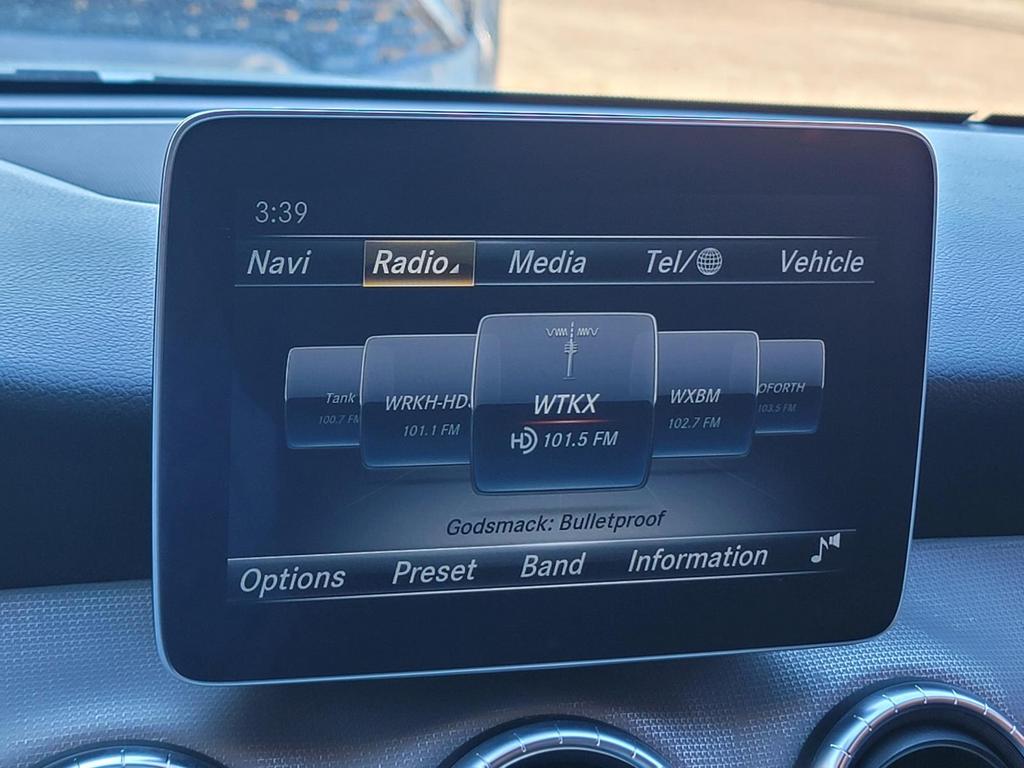 3:39
Navi Radio Media Tel/ Vehicle
Tank WRKH-HD WTKX WXBM OFORTH
100.7 FM 101.1 FM HD 101.5 FM 102.7 FM 103.5 FM
Godsmack: Bulletproof
Options Preset Band Information